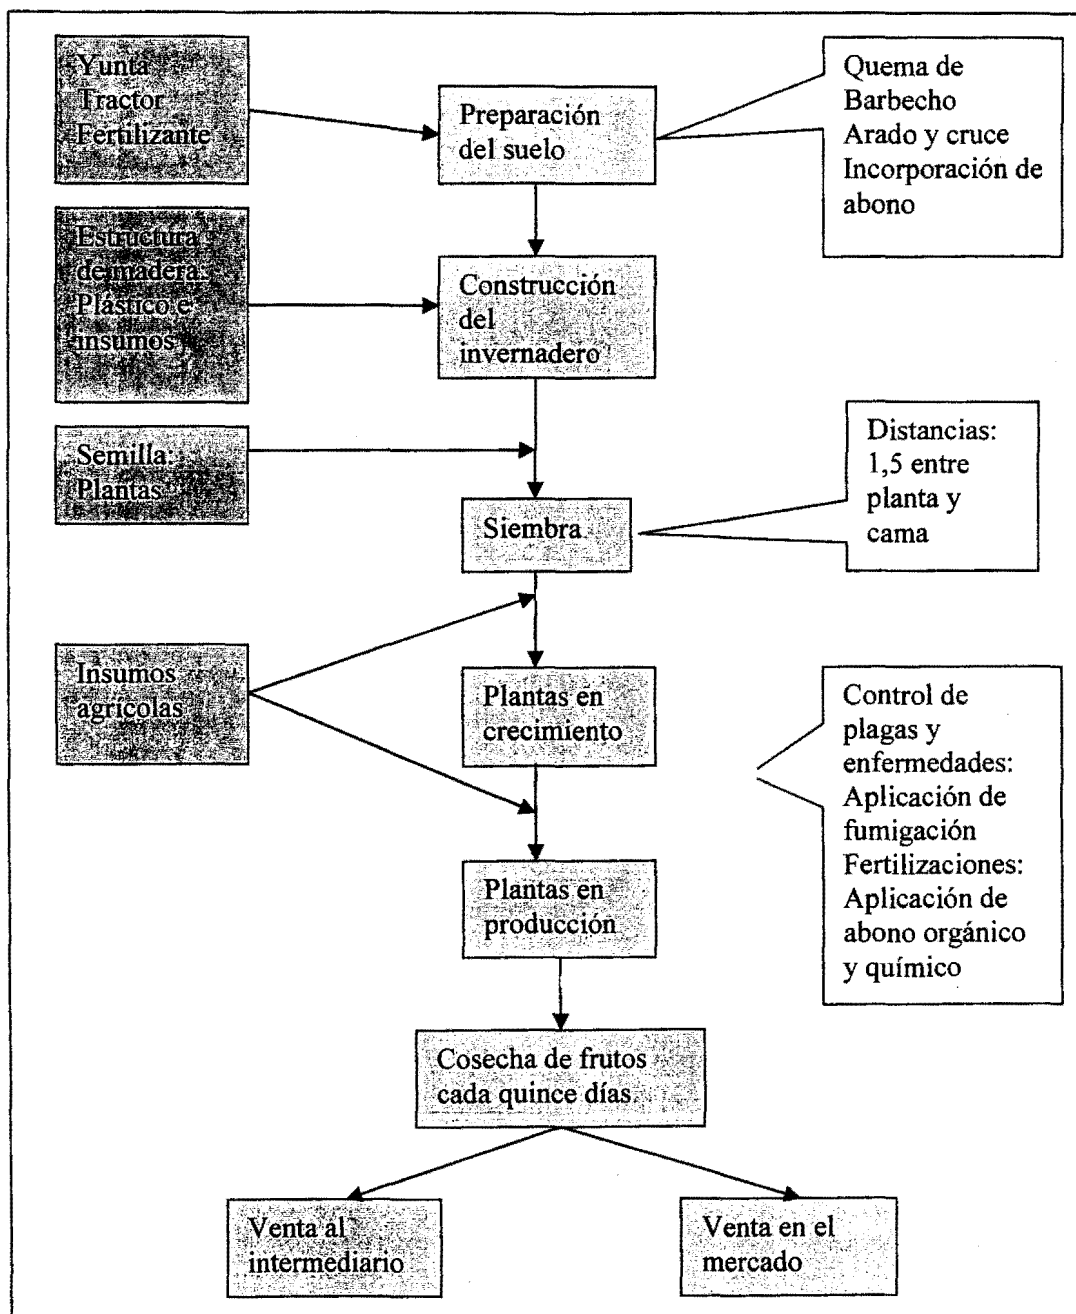 Yunta
Tractor
Fertilizante
Preparación
del suelo
Quema de
Barbecho
Arado y cruce
Incorporación de
abono
Estructura
de madera.
Plástico e
insumos
Construcción
del
invernadero
Semilla:
Plantas
Siembra.
Distancias:
1,5 entre
planta y
cama
Insumos
agrícolas
Plantas en
crecimiento
Control de
plagas y
enfermedades:
Aplicación de
fumigación
Fertilizaciones:
Aplicación de
abono orgánico
y químico
Plantas en
producción
Cosecha de frutos
cada quince días.
Venta al
intermediario
Venta en el
mercado